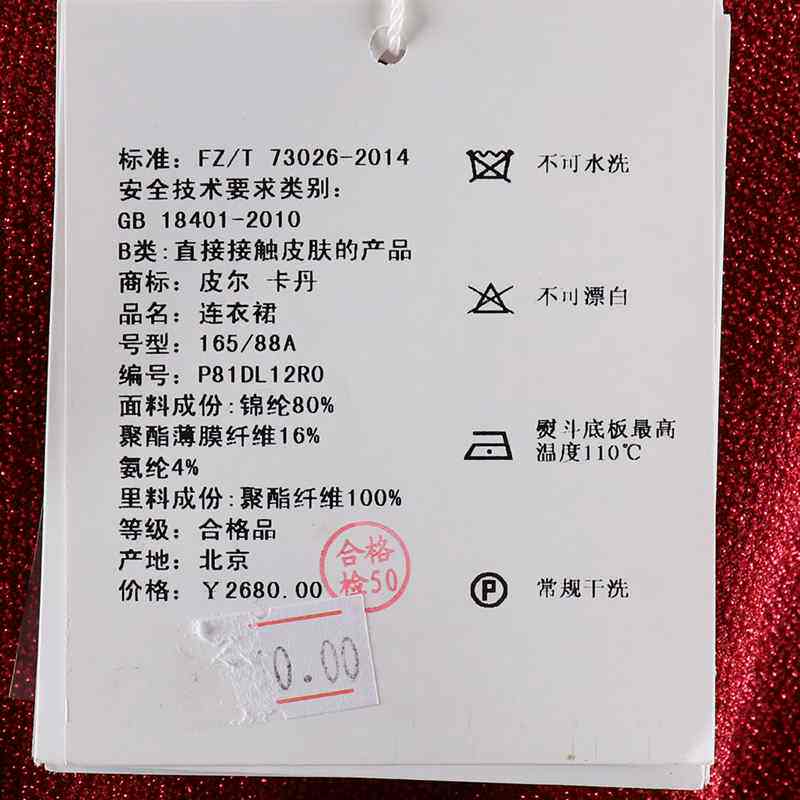 标准: FZ/T 73026-2014
安全技术要求类别:
GB 18401-2010
B类:直接接触皮肤的产品
商标: 皮尔 卡丹
品名: 连衣裙
号型: 165/88A
编号: P81DL12R0
面料成份:锦纶80%
聚酯薄膜纤维16%
氨纶4%
里料成份:聚酯纤维100%
等级: 合格品
产地: 北京
价格: ￥2680.00
合格
检50
0.00
不可水洗
不可漂白
熨斗底板最高
温度110℃
P
常规干洗